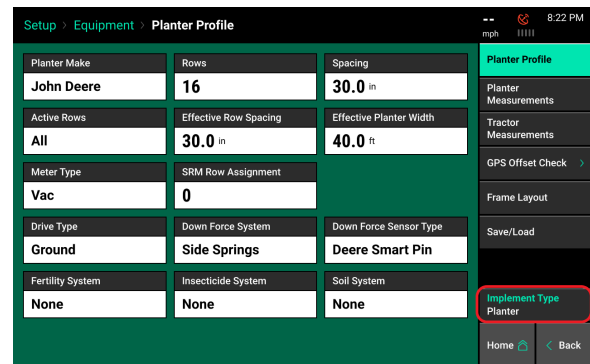 Setup > Equipment > Planter Profile
-- mph
8:22 PM
Planter Make
John Deere
Rows
16
Spacing
30.0 in
Active Rows
All
Effective Row Spacing
30.0 in
Effective Planter Width
40.0 ft
Meter Type
Vac
SRM Row Assignment
0
Drive Type
Ground
Down Force System
Side Springs
Down Force Sensor Type
Deere Smart Pin
Fertility System
None
Insecticide System
None
Soil System
None
Planter Profile
Planter
Measurements
Tractor
Measurements
GPS Offset Check >
Frame Layout
Save/Load
Implement Type
Planter
Home
< Back